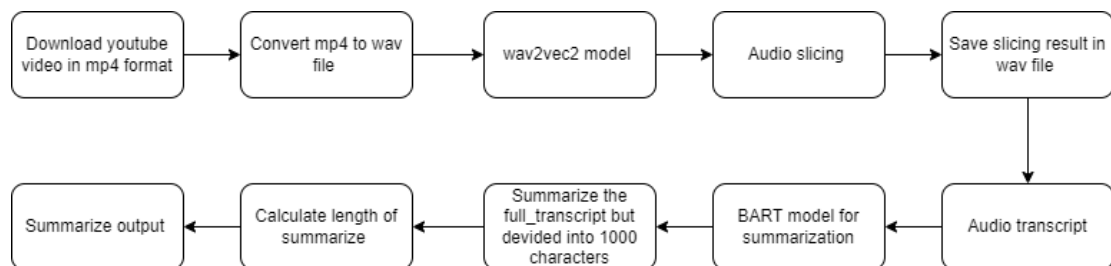 Download youtube
video in mp4 format
Convert mp4 to wav
file
wav2vec2 model
Audio slicing
Save slicing result in
wav file
Audio transcript
BART model for
summarization
Summarize the
full_transcript but
devided into 1000
characters
Calculate length of
summarize
Summarize output